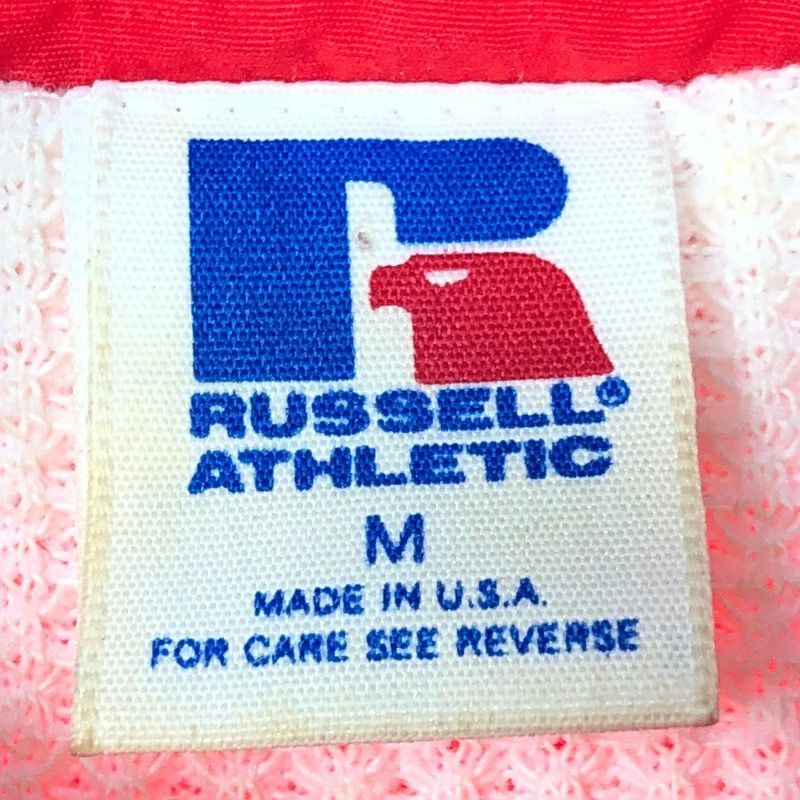 R
RUSSELL®
ATHLETIC
M
MADE IN U.S.A.
FOR CARE SEE REVERSE